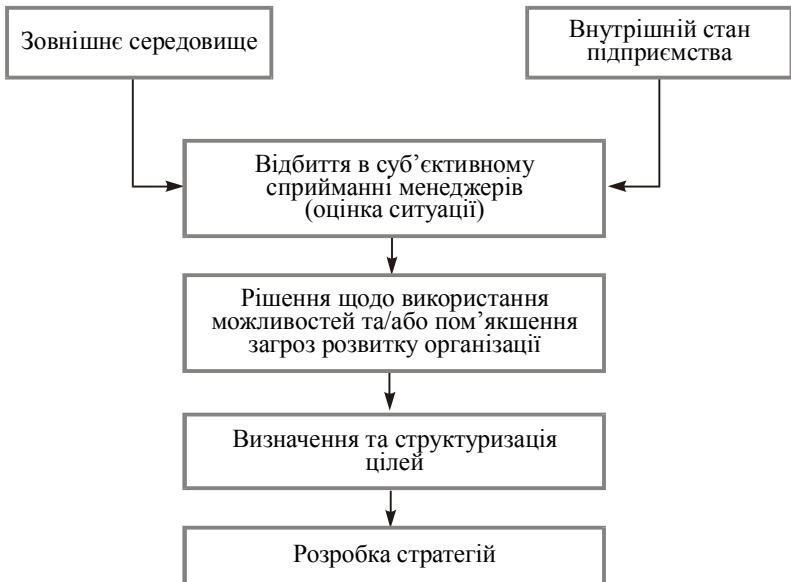 Зовнішнє середовище
Внутрішній стан
підприємства
Відбиття в суб’єктивному
сприйманні менеджерів
(оцінка ситуації)
Рішення щодо використання
можливостей та/або пом’якшення
загроз розвитку організації
Визначення та структуризація
цілей
Розробка стратегій